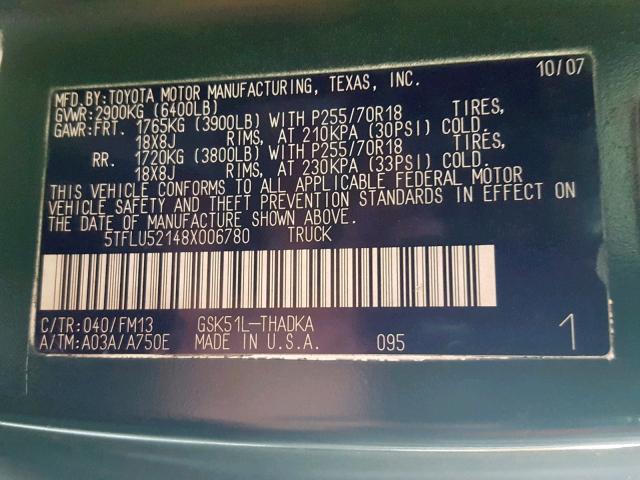 MFD.BY:TOYOTA MOTOR MANUFACTURING, TEXAS, INC. 10/07
GVWR:2900KG (6400LB)
GAWR:FRT. 1765KG (3900LB) WITH P255/70R18 TIRES,
18X8J RIMS, AT 210KPA (30PSI) COLD.
RR. 1720KG (3800LB) WITH P255/70R18 TIRES,
18X8J RIMS, AT 230KPA (33PSI) COLD.
THIS VEHICLE CONFORMS TO ALL APPLICABLE FEDERAL MOTOR
VEHICLE SAFETY AND THEFT PREVENTION STANDARDS IN EFFECT ON
THE DATE OF MANUFACTURE SHOWN ABOVE.
5TFLU52148X006780 TRUCK
C/TR:040/FM13 GSK51L-THADKA
A/TM:A03A/A750E MADE IN U.S.A. 095 1